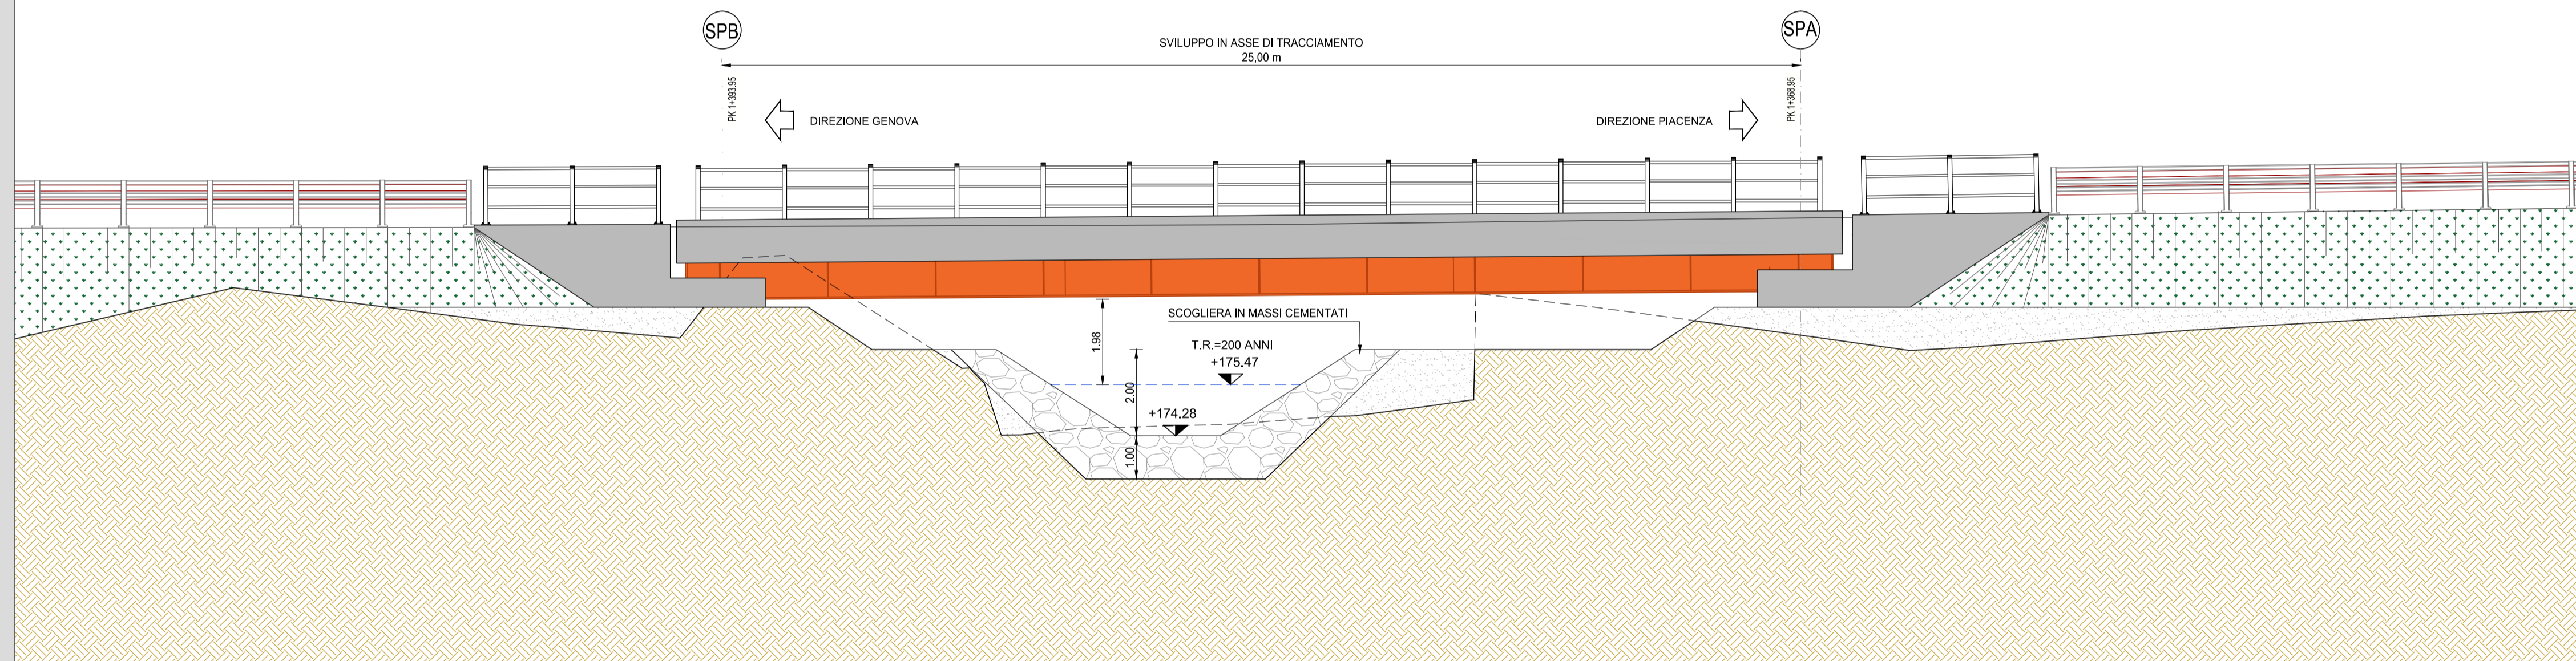 SPB
SPA
SVILUPPO IN ASSE DI TRACCIAMENTO
25,00 m
PK 1+393.95
PK 1+368.95
DIREZIONE GENOVA
DIREZIONE PIACENZA
SCOGLIERA IN MASSI CEMENTATI
1.98
T.R.=200 ANNI
+175.47
2.00
+174.28
1.00